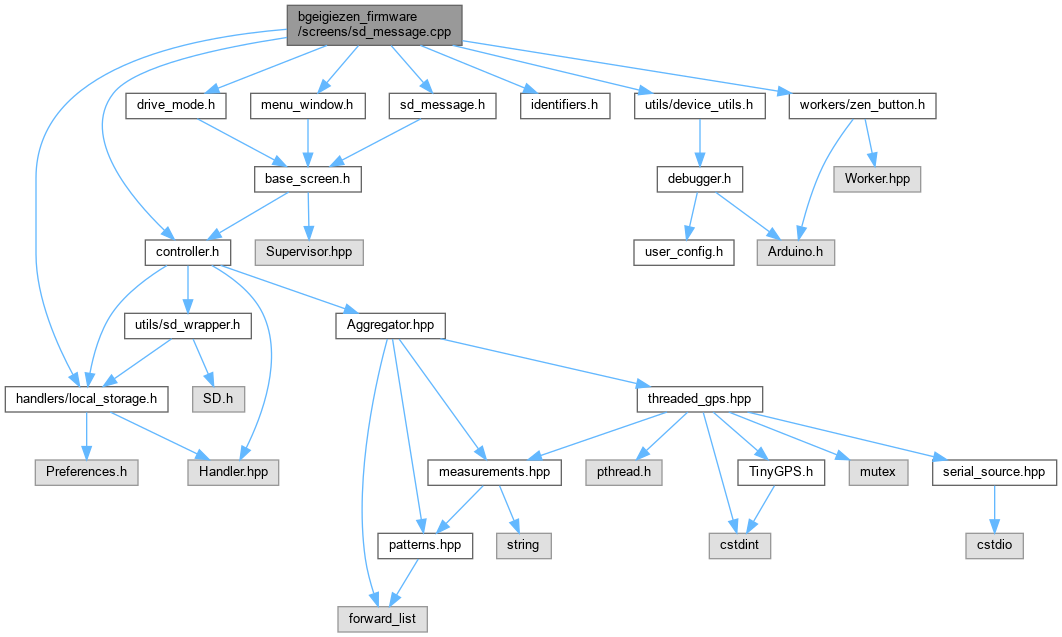 bgeigiezen_firmware
/screens/sd_message.cpp
drive_mode.h
menu_window.h
sd_message.h
identifiers.h
utils/device_utils.h
workers/zen_button.h
base_screen.h
debugger.h
Worker.hpp
controller.h
Supervisor.hpp
user_config.h
Arduino.h
utils/sd_wrapper.h
Aggregator.hpp
handlers/local_storage.h
SD.h
threaded_gps.hpp
Preferences.h
Handler.hpp
measurements.hpp
pthread.h
TinyGPS.h
mutex
serial_source.hpp
patterns.hpp
string
cstdint
cstdio
forward_list